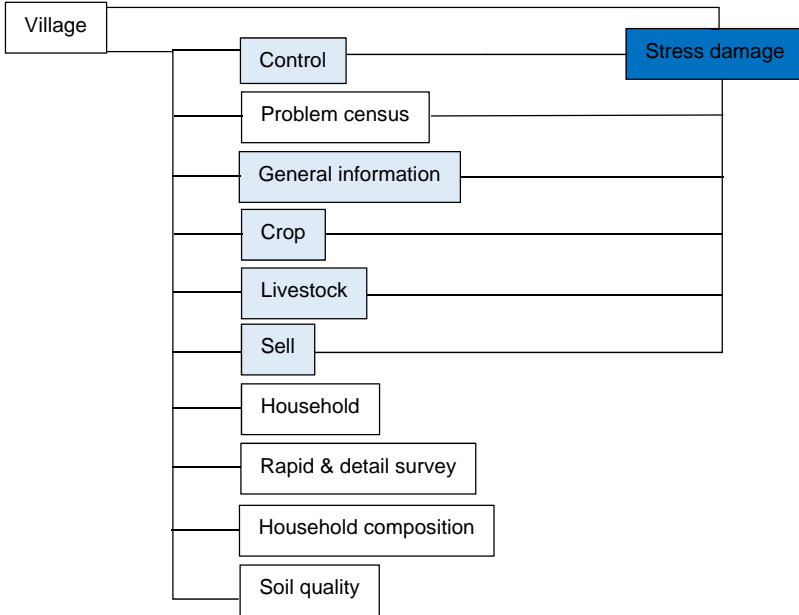 Village
Control
Stress damage
Problem census
General information
Crop
Livestock
Sell
Household
Rapid & detail survey
Household composition
Soil quality